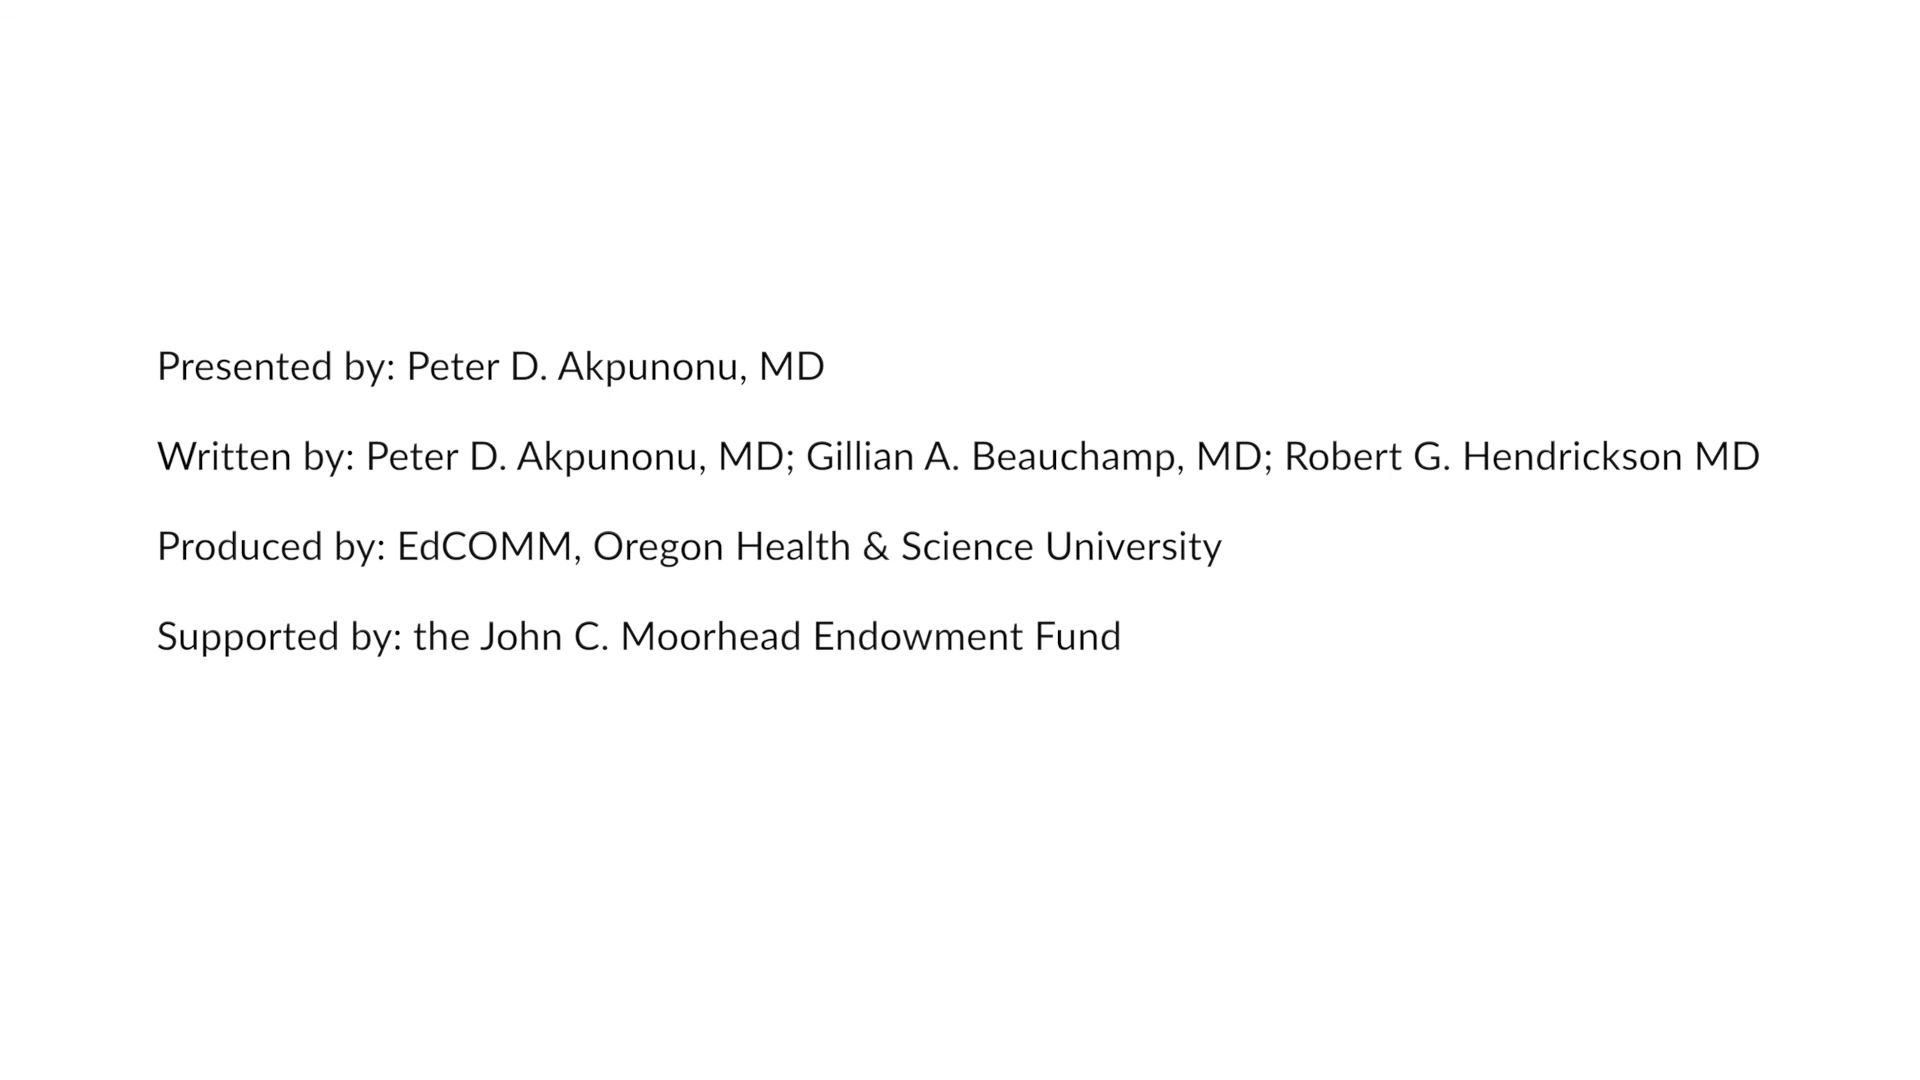 Presented by: Peter D. Akpunonu, MD
Written by: Peter D. Akpunonu, MD; Gillian A. Beauchamp, MD; Robert G. Hendrickson MD
Produced by: EdCOMM, Oregon Health & Science University
Supported by: the John C. Moorhead Endowment Fund